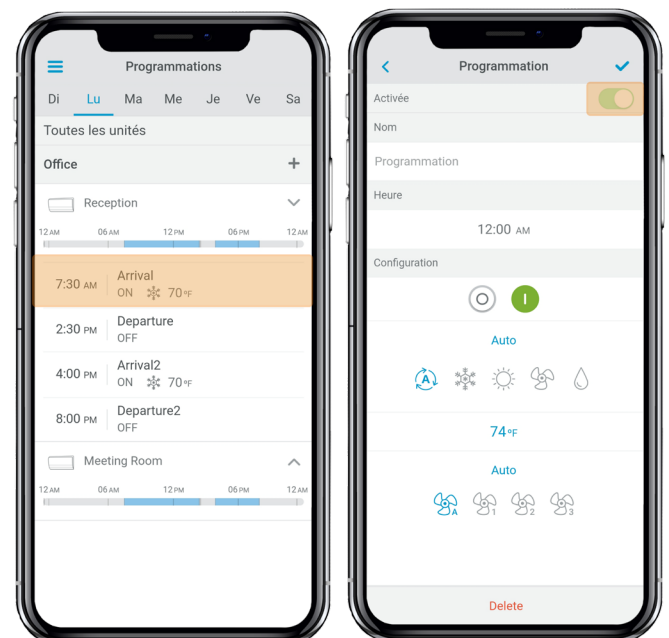 Programmations
Di Lu Ma Me Je Ve Sa
Toutes les unités
Office +
Reception
12 AM 06 AM 12 PM 06 PM 12 AM
7:30 AM Arrival
ON 70 ºF
2:30 PM Departure
OFF
4:00 PM Arrival2
ON 70 ºF
8:00 PM Departure2
OFF
Meeting Room
12 AM 06 AM 12 PM 06 PM 12 AM
Programmation
Activée
Nom
Programmation
Heure
12:00 AM
Configuration
Auto
A
74 ºF
Auto
A 1 2 3
Delete